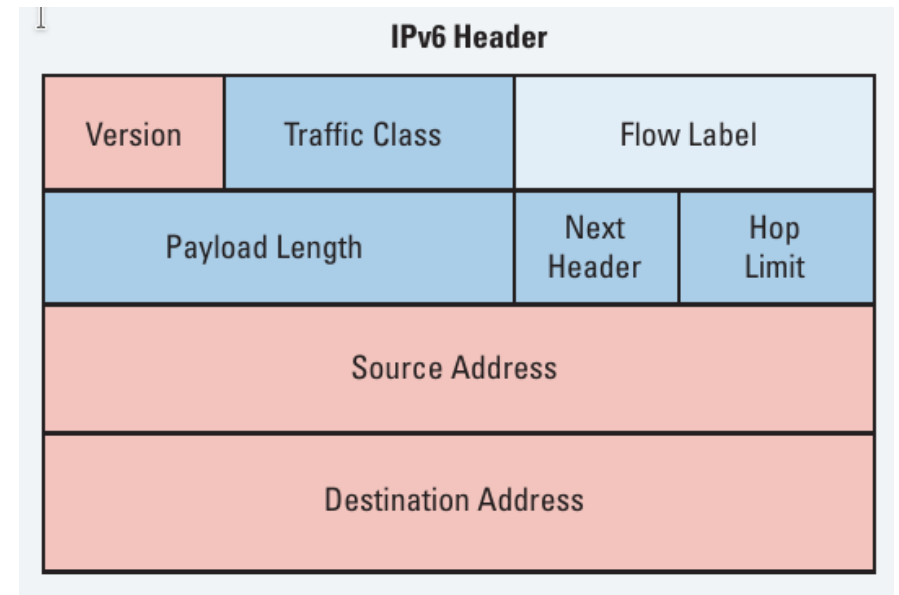 IPv6 Header
Version
Traffic Class
Flow Label
Payload Length
Next
Header
Hop
Limit
Source Address
Destination Address